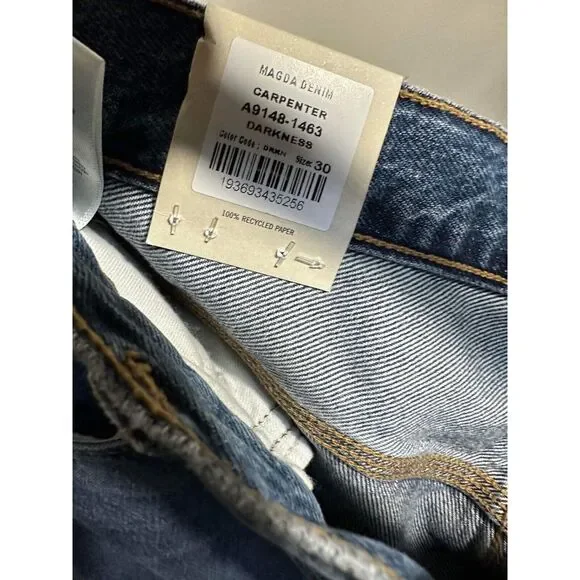 MAGDA DENIM
CARPENTER
A9148-1463
DARKNESS
Color Code : DRKN Size: 30
193693435256
100% RECYCLED PAPER